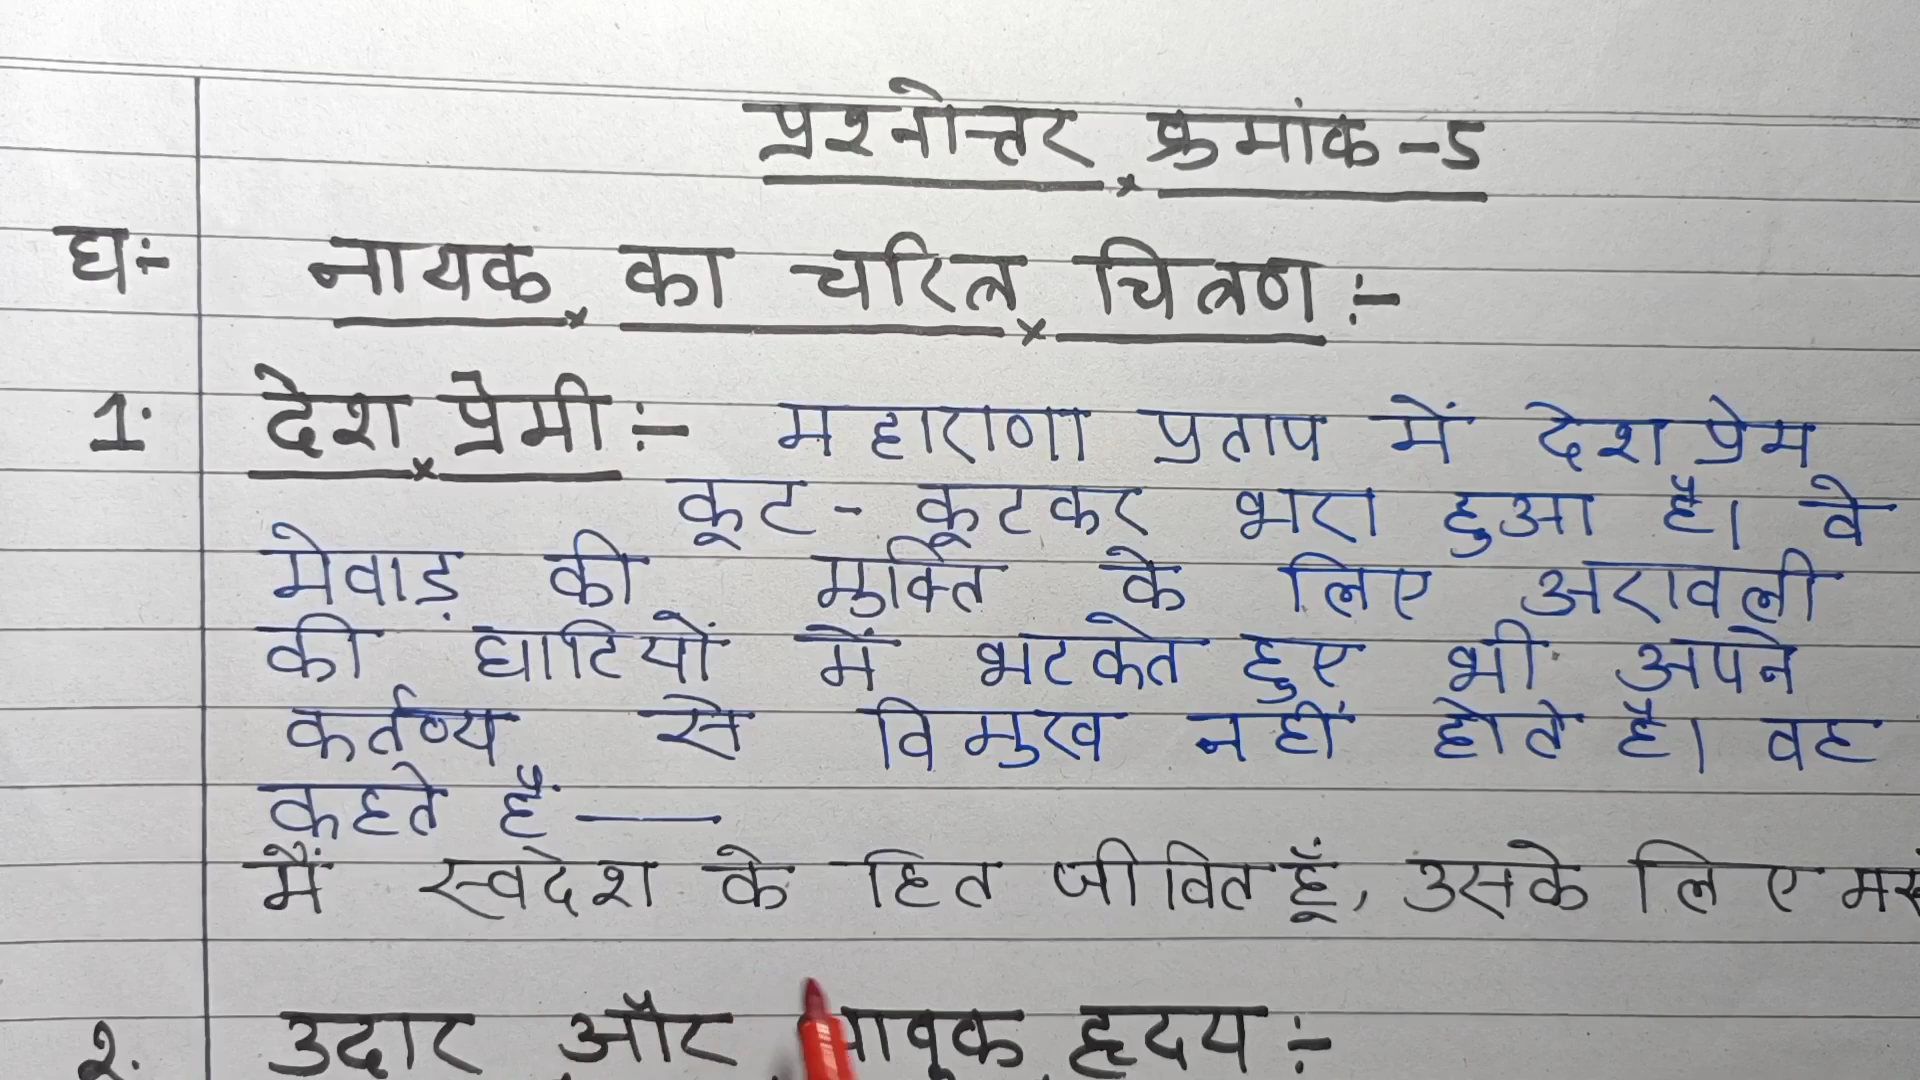 प्रश्नोत्तर क्रमांक-5
घ:- नायक का चरित्र चित्रण :-
1. देश प्रेमी :- महाराणा प्रताप में देश प्रेम
कूट - कूटकर भरा हुआ है। वे
मेवाड़ की मुक्ति के लिए अरावली
की घाटियों में भटकते हुए भी अपने
कर्तव्य से विमुख नहीं होते है। वह
कहते हैं —
मैं स्वदेश के हित जीवित हूँ, उसके लिए
२. उदार और हृदय :-